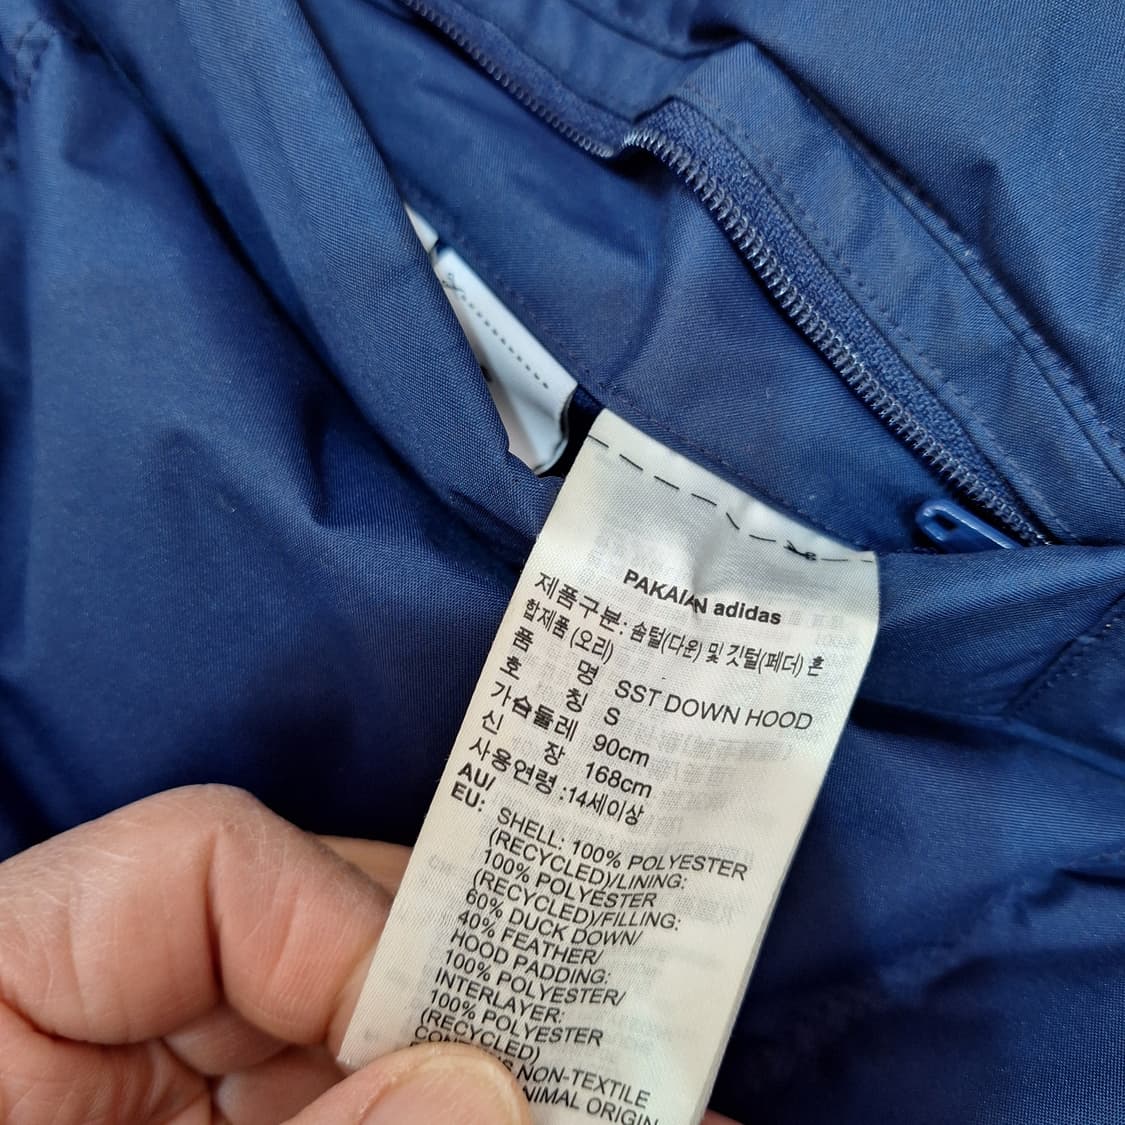 PAKAIAN adidas
제품구분: 솜털(다운) 및 깃털(페더) 혼
합제품 (오리)
품 명 SST DOWN HOOD
호 칭 S
가슴둘레 90cm
신 장 168cm
사용연령 :14세이상
AU/
EU:
SHELL: 100% POLYESTER
(RECYCLED)/LINING:
100% POLYESTER
(RECYCLED)/FILLING:
60% DUCK DOWN/
40% FEATHER/
HOOD PADDING:
100% POLYESTER/
INTERLAYER:
100% POLYESTER
(RECYCLED)
NON-TEXTILE
ORIGIN